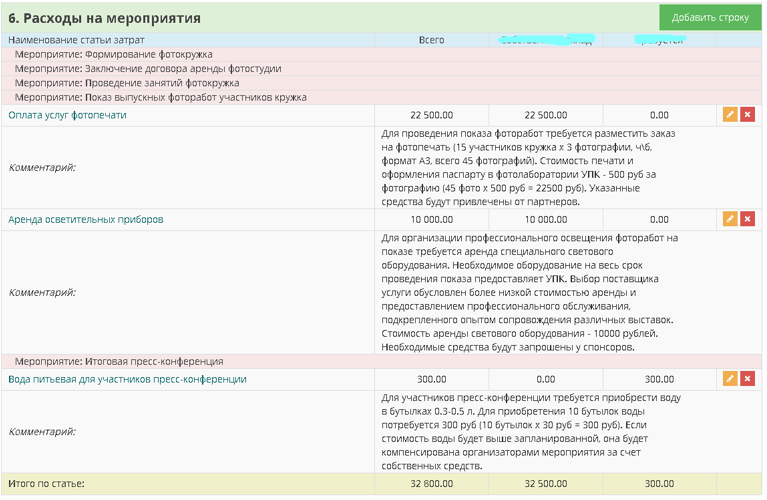 6. Расходы на мероприятия
Добавить строку
Наименование статьи затрат Всего
Мероприятие: Формирование фотокружка
Мероприятие: Заключение договора аренды фотостудии
Мероприятие: Проведение занятий фотокружка
Мероприятие: Показ выпускных фоторабот участников кружка
Оплата услуг фотопечати 22 500.00 22 500.00 0.00
Комментарий:
Для проведения показа фоторабот требуется разместить заказ
на фотопечать (15 участников кружка х 3 фотографии, ч\б,
формат А3, всего 45 фотографий). Стоимость печати и
оформления паспарту в фотолаборатории УПК - 500 руб за
фотографию (45 фото х 500 руб = 22500 руб). Указанные
средства будут привлечены от партнеров.
Аренда осветительных приборов 10 000.00 10 000.00 0.00
Комментарий:
Для организации профессионального освещения фоторабот на
показе требуется аренда специального светового
оборудования. Необходимое оборудование на весь срок
проведения показа предоставляет УПК. Выбор поставщика
услуги обусловлен более низкой стоимостью аренды и
предоставлением профессионального обслуживания,
подкрепленного опытом сопровождения различных выставок.
Стоимость аренды светового оборудования - 10000 рублей.
Необходимые средства будут запрошены у спонсоров.
Мероприятие: Итоговая пресс-конференция
Вода питьевая для участников пресс-конференции 300.00 0.00 300.00
Комментарий:
Для участников пресс-конференции требуется приобрести воду
в бутылках 0.3-0.5 л. Для приобретения 10 бутылок воды
потребуется 300 руб (10 бутылок х 30 руб = 300 руб). Если
стоимость воды будет выше запланированной, она будет
компенсирована организаторами мероприятия за счет
собственных средств.
Итого по статье: 32 800.00 32 500.00 300.00